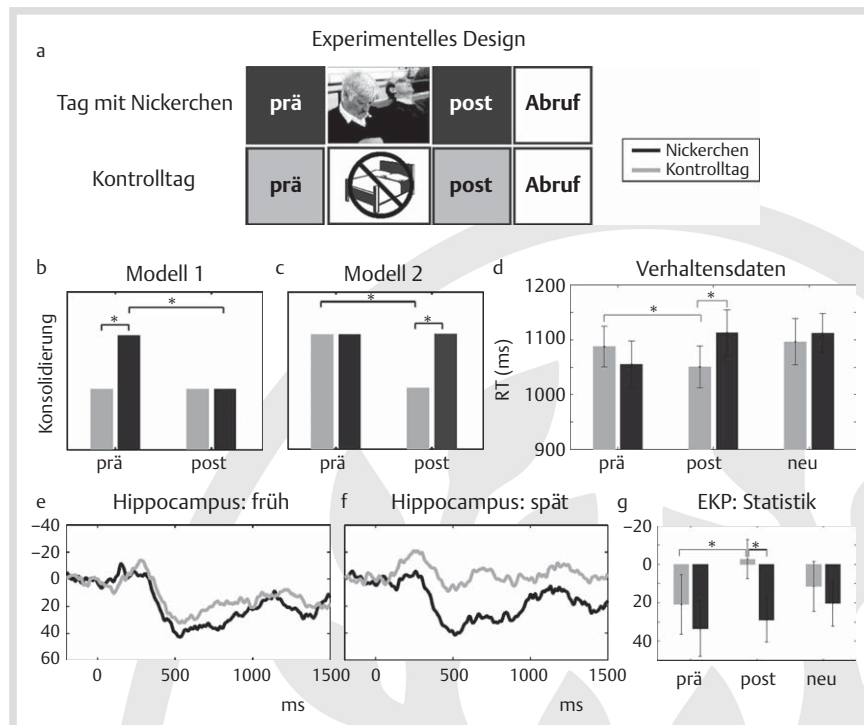 Experimentelles Design
a
Tag mit Nickerchen prä post Abruf
Nickerchen
Kontrolltag
Kontrolltag prä post Abruf
b Modell 1 c Modell 2 d Verhaltensdaten
Konsolidierung
* *
prä post
* *
prä post
RT (ms)
1200
1100
1000
900
* *
prä post neu
e Hippocampus: früh f Hippocampus: spät g EKP: Statistik
−40
−20
0
20
40
60
0 500 1000 1500
ms
0 500 1000 1500
ms
−20
0
20
40
* *
prä post neu